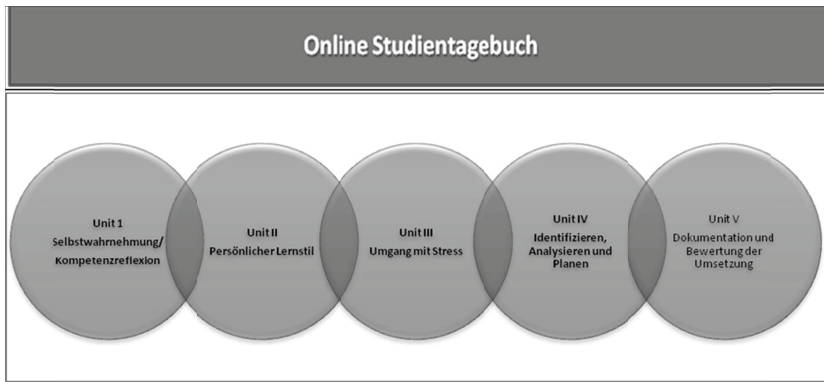 Online Studientagebuch
Unit 1
Selbstwahrnehmung/
Kompetenzreflexion
Unit II
Persönlicher Lernstil
Unit III
Umgang mit Stress
Unit IV
Identifizieren,
Analysieren und
Planen
Unit V
Dokumentation und
Bewertung der
Umsetzung